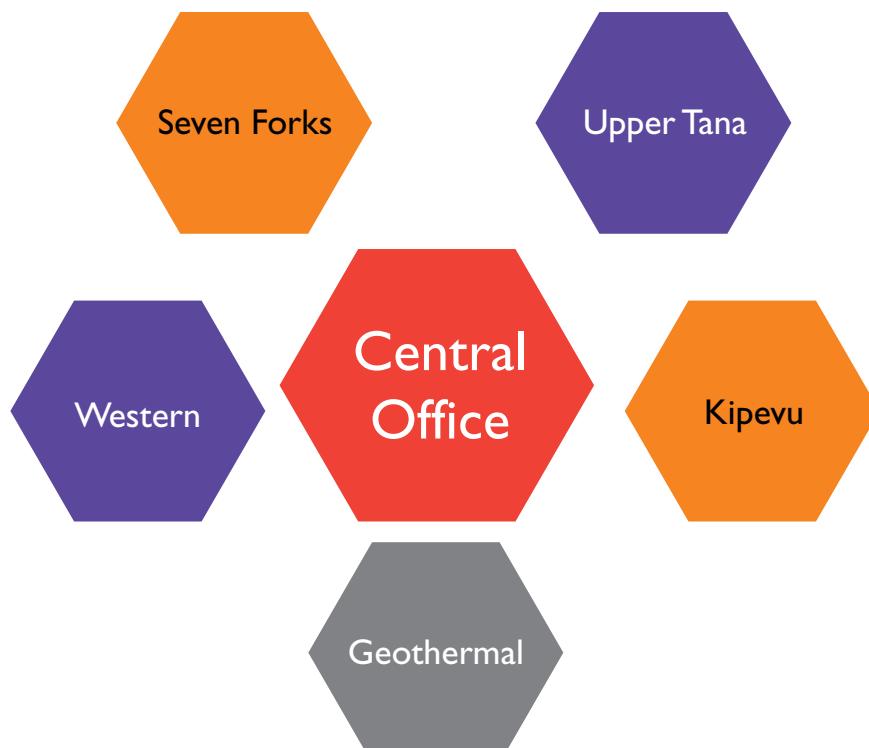 Seven Forks
Upper Tana
Central
Office
Western
Kipevu
Geothermal